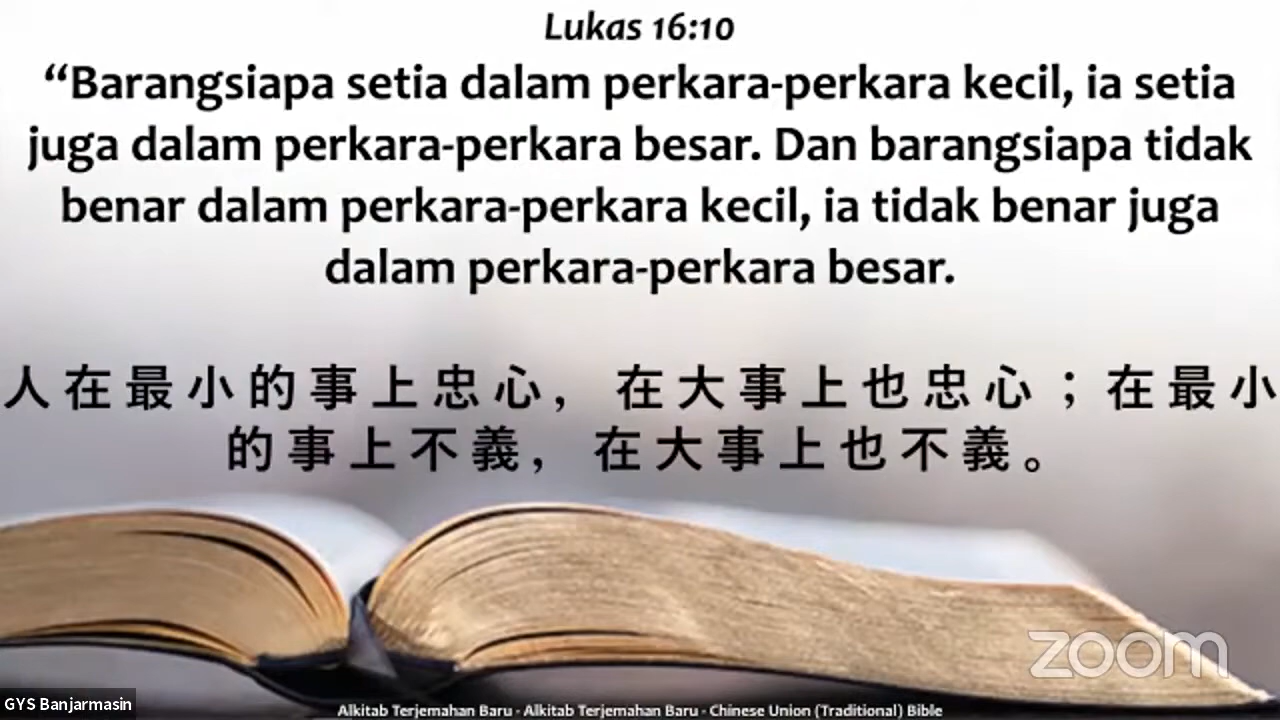 Lukas 16:10
“Barangsiapa setia dalam perkara-perkara kecil, ia setia
juga dalam perkara-perkara besar. Dan barangsiapa tidak
benar dalam perkara-perkara kecil, ia tidak benar juga
dalam perkara-perkara besar.
人在最小的事上忠心，在大事上也忠心；在最小
的事上不義，在大事上也不義。
zoom
GYS Banjarmasin
Alkitab Terjemahan Baru - Alkitab Terjemahan Baru - Chinese Union (Traditional) Bible